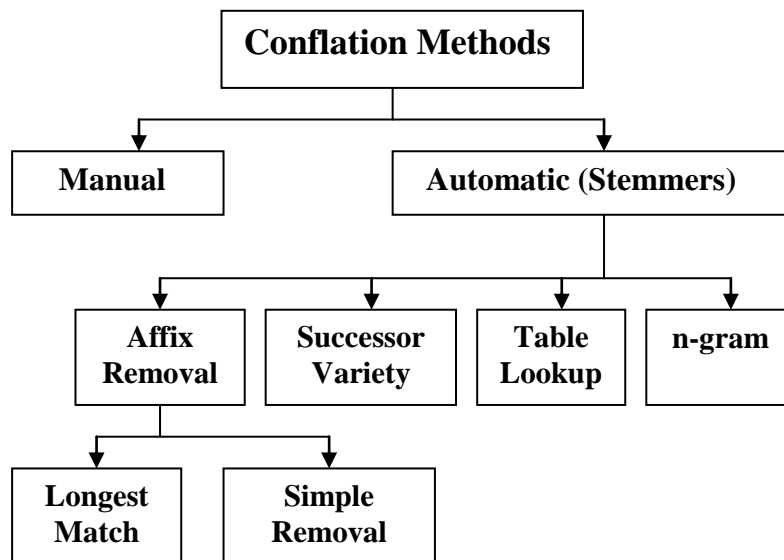 Conflation Methods
Manual
Automatic (Stemmers)
Affix
Removal
Successor
Variety
Table
Lookup
n-gram
Longest
Match
Simple
Removal